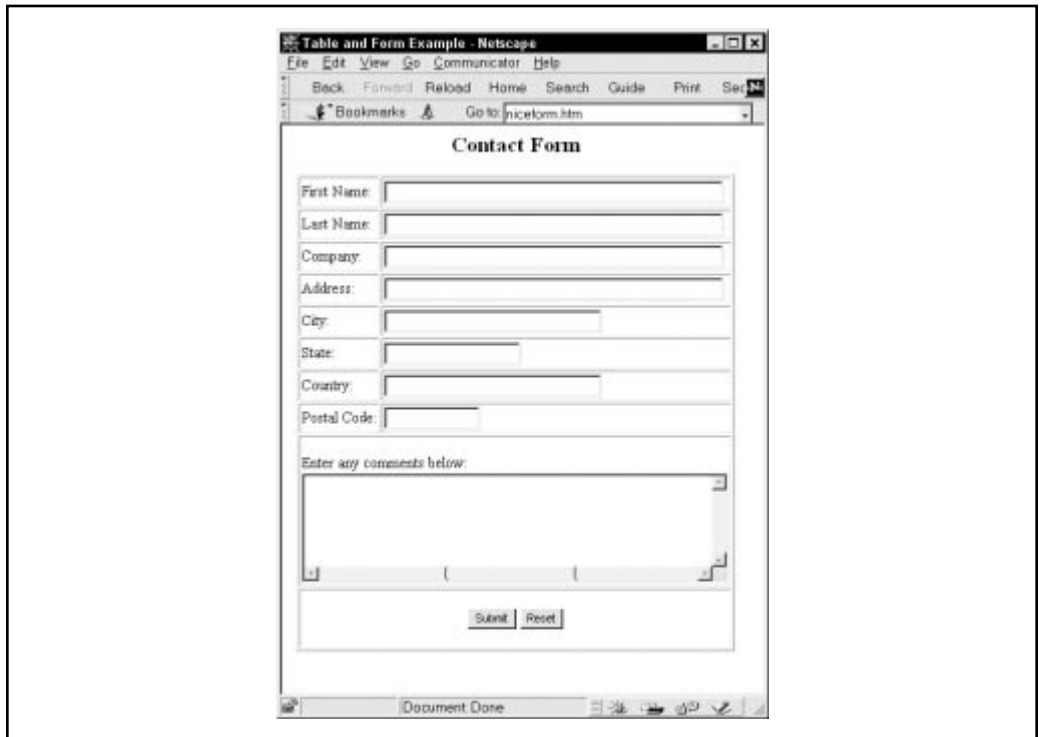 Table and Form Example - Netscape
File Edit View Go Communicator Help
Back Forward Reload Home Search Guide Print Sec N
Bookmarks Go to: niceform.htm
Contact Form
First Name:
Last Name:
Company:
Address:
City:
State:
Country:
Postal Code:
Enter any comments below:
Submit Reset
Document Done